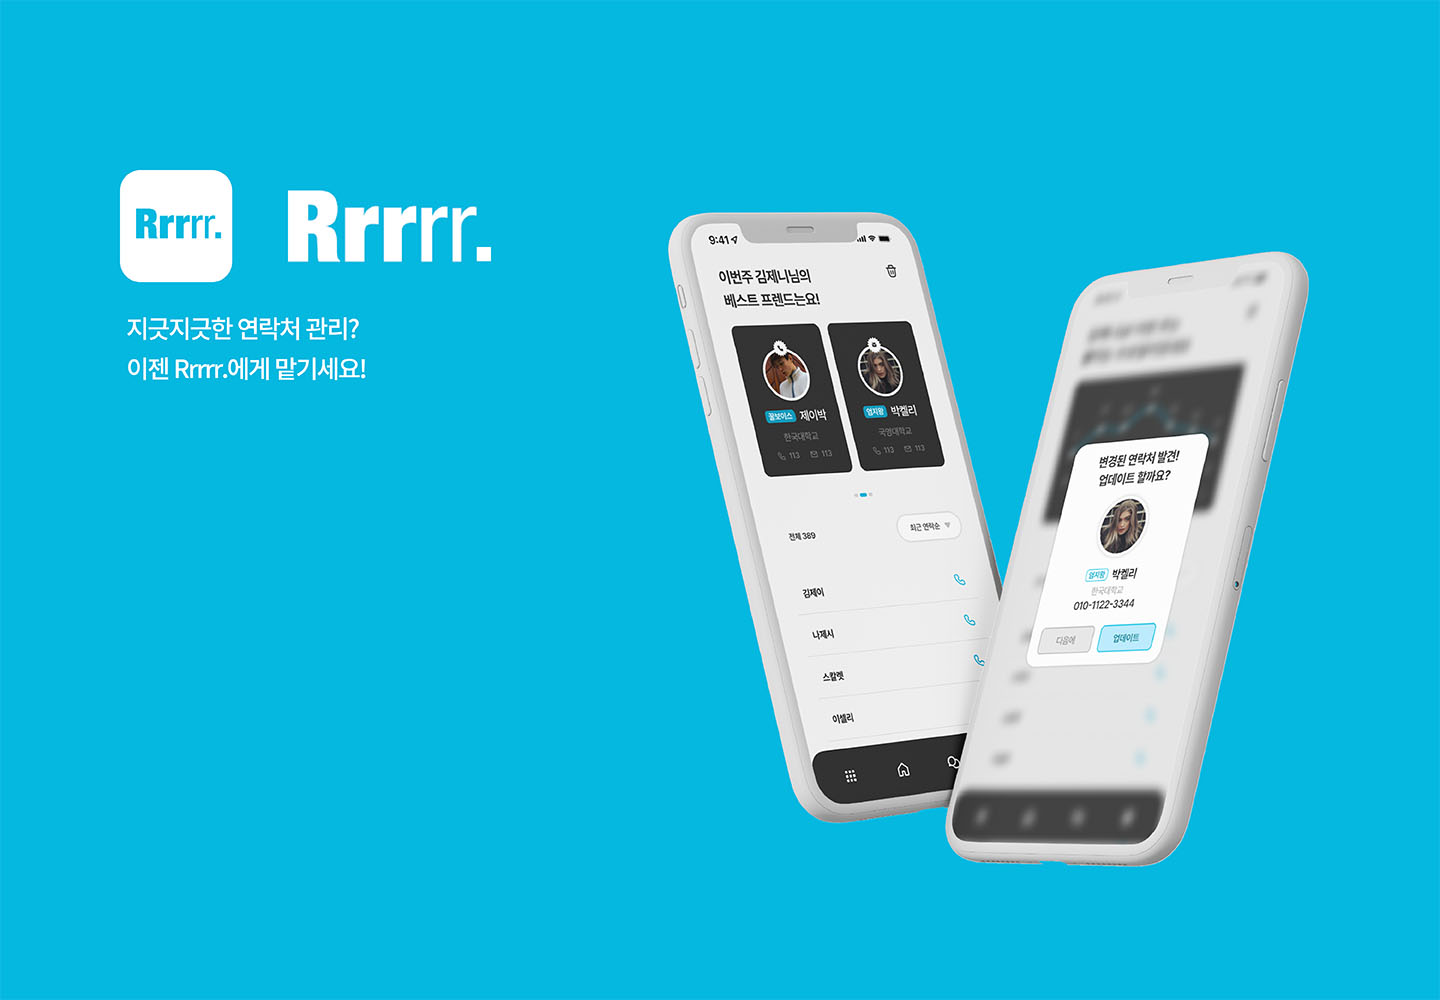 Rrrrr.
Rrrrr.
지긋지긋한 연락처 관리?
이젠 Rrrrr.에게 맡기세요!
9:41
이번주 김제니님의
베스트 프렌드는요!
꿀보이스 제이박
한국대학교
113 113
엄지왕 박켈리
국영대학교
113 113
전체 389
최근 연락순
김제이
나제시
스칼렛
이셀리
변경된 연락처 발견!
업데이트 할까요?
엄지왕 박켈리
한국대학교
010-1122-3344
다음에
업데이트